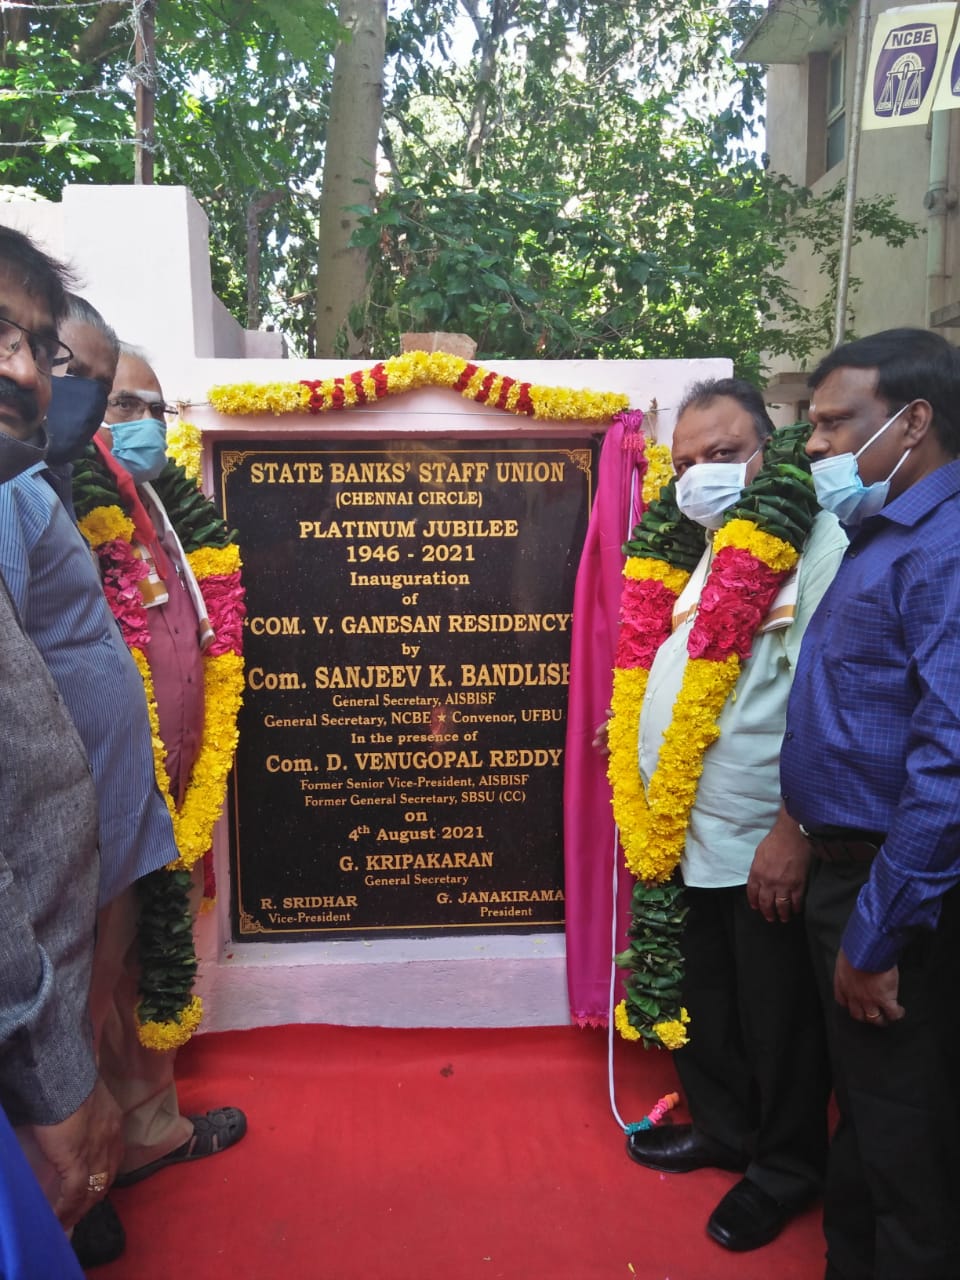 NCBE
STATE BANKS' STAFF UNION
(CHENNAI CIRCLE)
PLATINUM JUBILEE
1946 - 2021
Inauguration
of
'COM. V. GANESAN RESIDENCY'
by
Com. SANJEEV K. BANDLISH
General Secretary, AISBISF
General Secretary, NCBE ★ Convenor, UFBU
In the presence of
Com. D. VENUGOPAL REDDY
Former Senior Vice-President, AISBISF
Former General Secretary, SBSU (CC)
on
4th August 2021
G. KRIPAKARAN
General Secretary
R. SRIDHAR G. JANAKIRAMA
Vice-President President